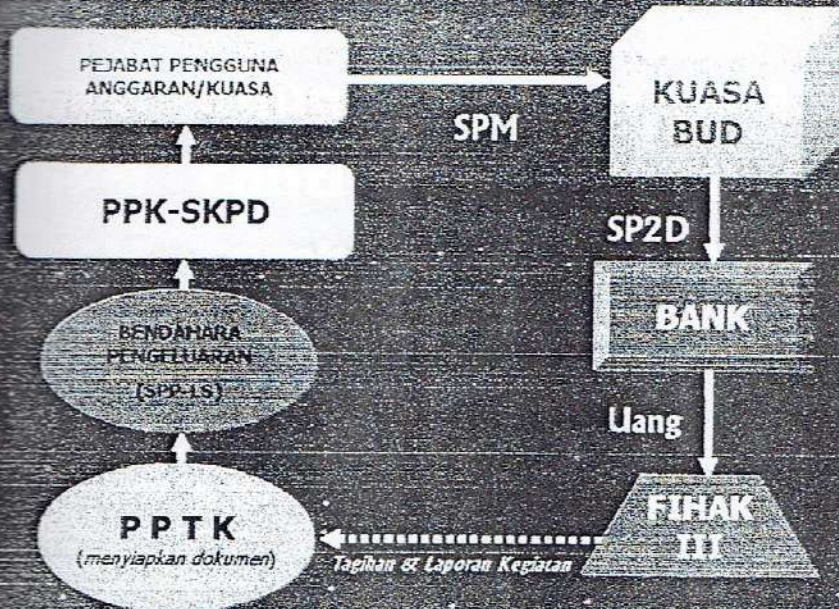 PEJABAT PENGGUNA
ANGGARAN/KUASA
SPM
KUASA
BUD
PPK-SKPD
SP2D
BENDAHARA
PENGELUARAN
(SPP-LS)
BANK
Uang
PPTK
(menyiapkan dokumen)
Tagihan & Laporan Kegiatan
FIHAK
III